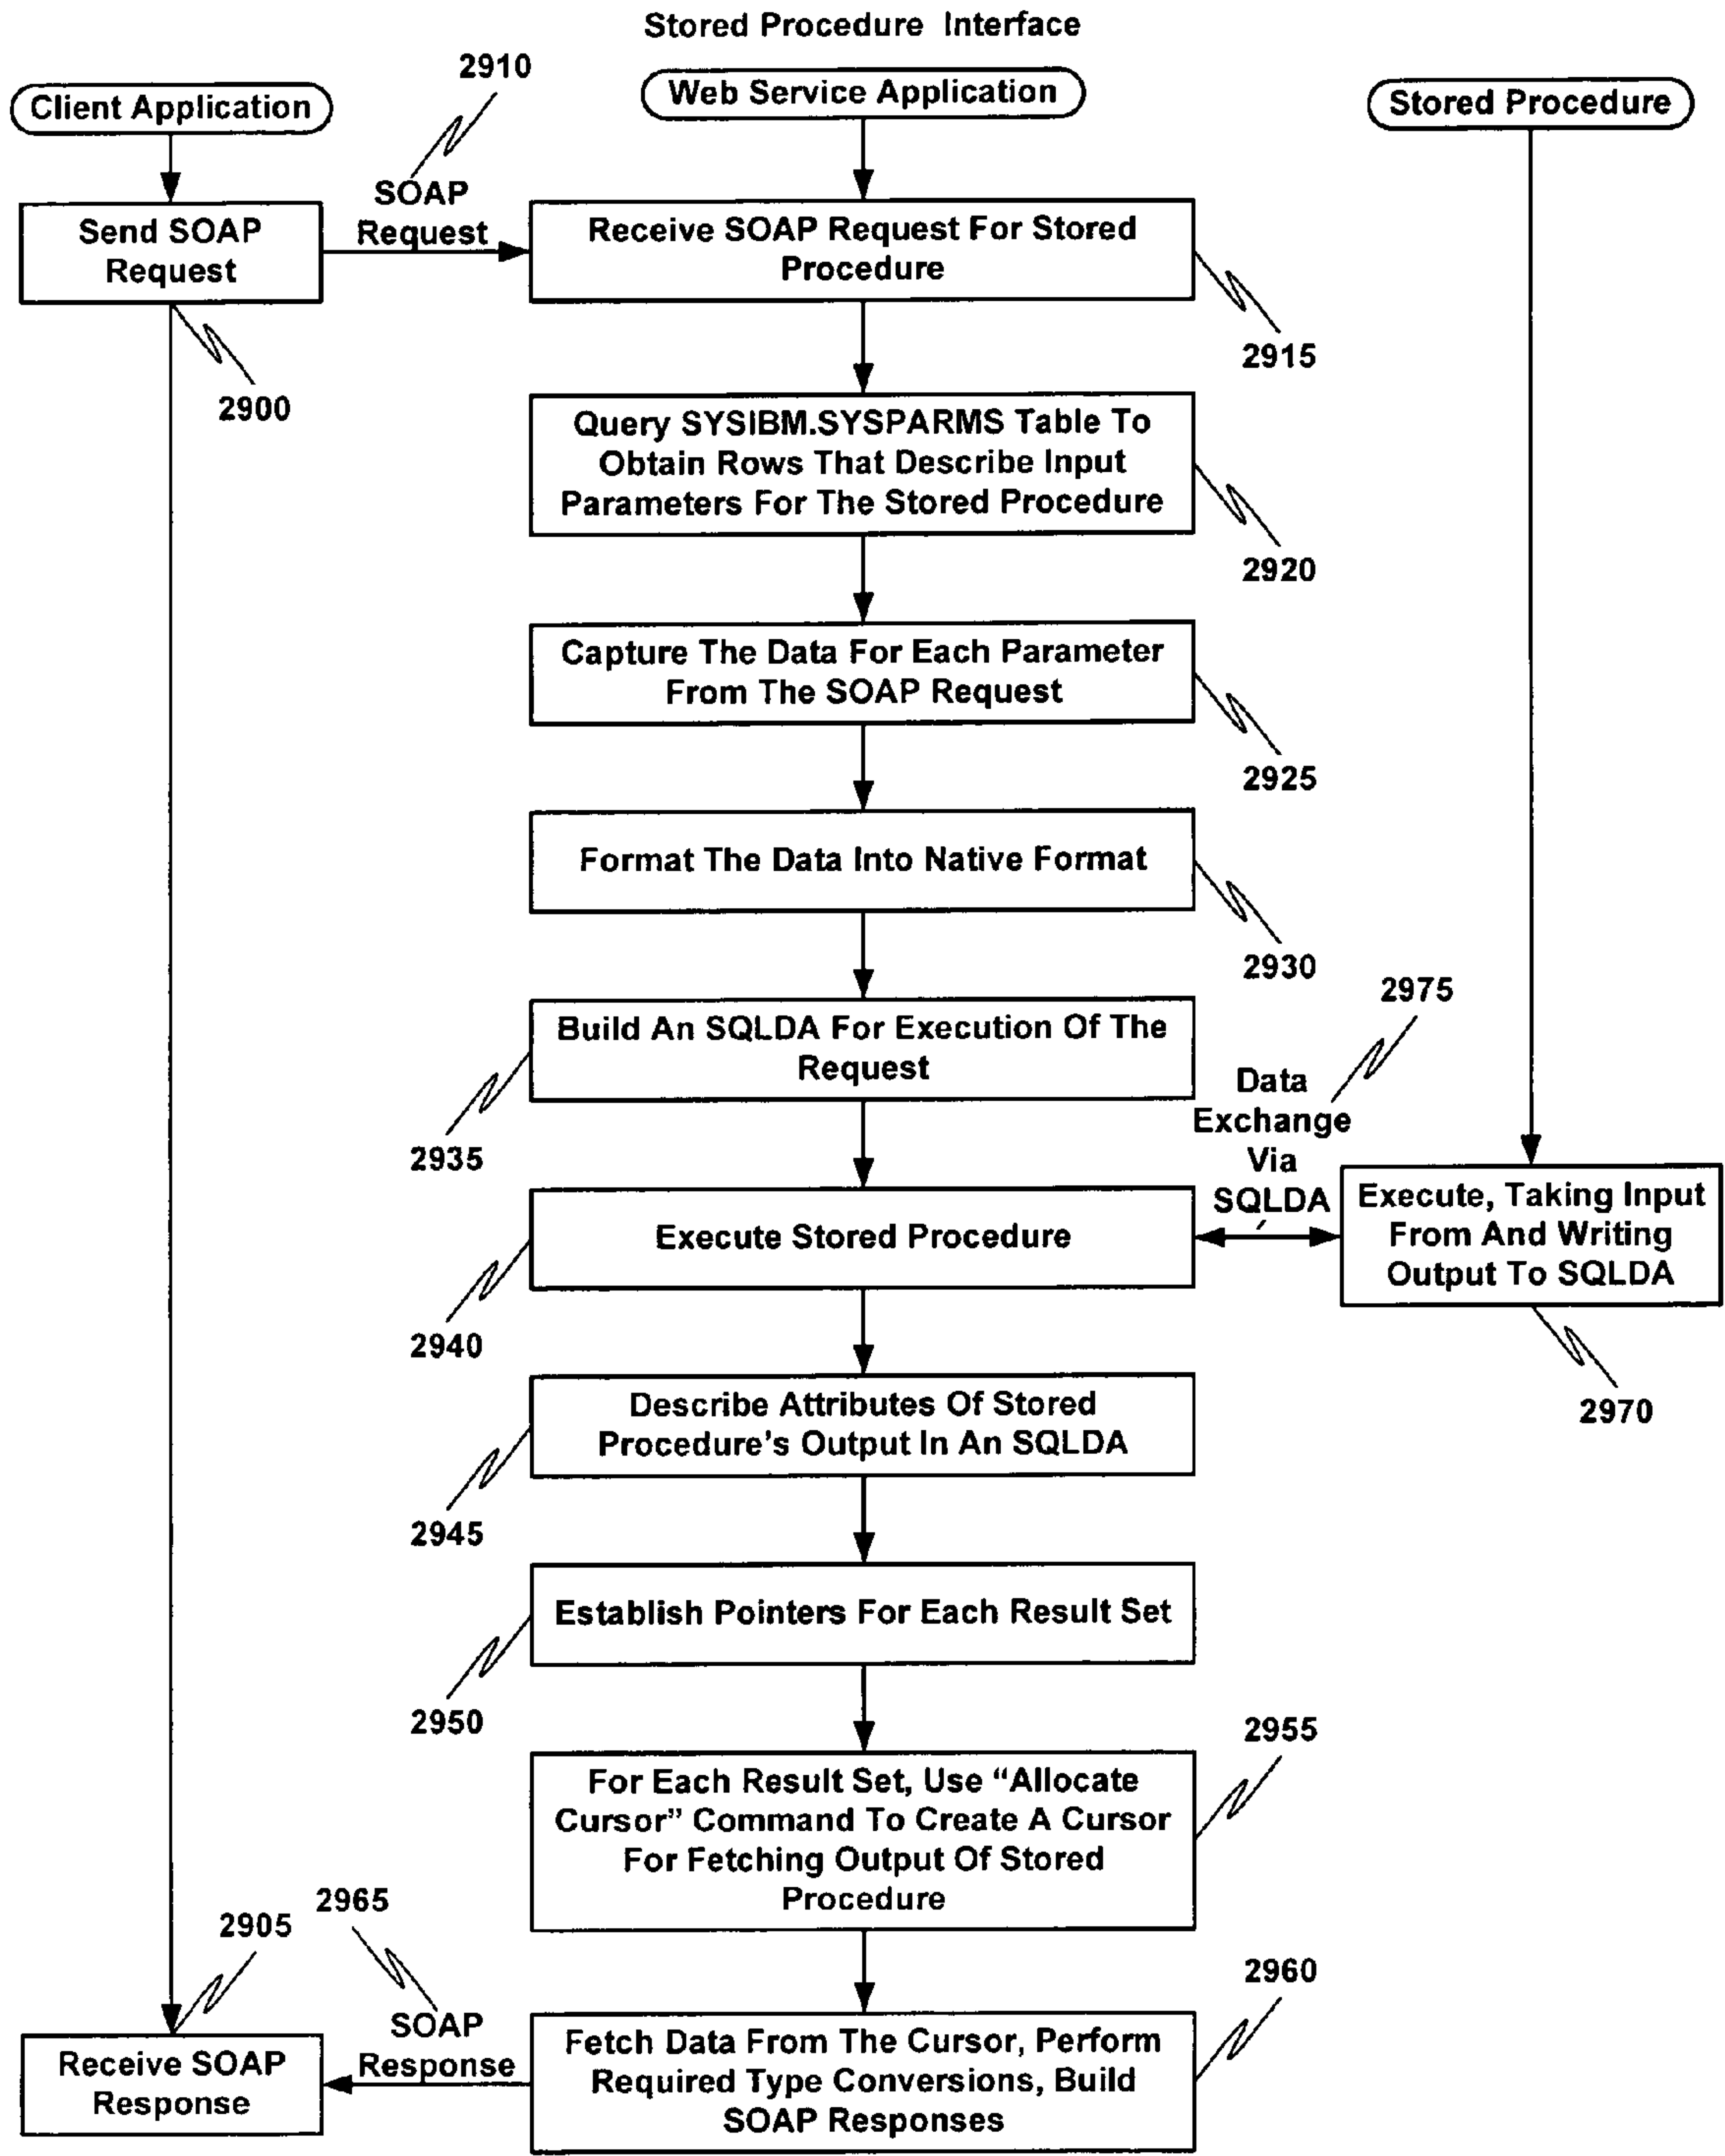 Stored Procedure Interface
Client Application
2910
Web Service Application
Stored Procedure
Send SOAP
Request
2900
SOAP
Request
Receive SOAP Request For Stored
Procedure
2915
Query SYSIBM.SYSPARMS Table To
Obtain Rows That Describe Input
Parameters For The Stored Procedure
2920
Capture The Data For Each Parameter
From The SOAP Request
2925
Format The Data Into Native Format
2930
Build An SQLDA For Execution Of The
Request
2935
2975
Data
Exchange
Via
SQLDA
Execute Stored Procedure
2940
Execute, Taking Input
From And Writing
Output To SQLDA
2970
Describe Attributes Of Stored
Procedure's Output In An SQLDA
2945
Establish Pointers For Each Result Set
2950
For Each Result Set, Use “Allocate
Cursor” Command To Create A Cursor
For Fetching Output Of Stored
Procedure
2955
Fetch Data From The Cursor, Perform
Required Type Conversions, Build
SOAP Responses
2960
2965
SOAP
Response
2905
Receive SOAP
Response